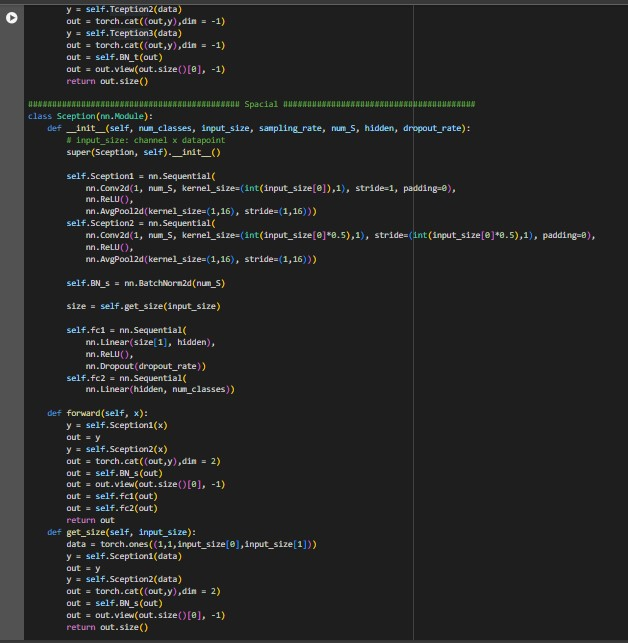 y = self.Tception2(data)
        out = torch.cat((out,y),dim = -1)
        y = self.Tception3(data)
        out = torch.cat((out,y),dim = -1)
        out = self.BN_t(out)
        out = out.view(out.size()[0], -1)
        return out.size()

############################################ Spacial ########################################
class Sception(nn.Module):
    def __init__(self, num_classes, input_size, sampling_rate, num_S, hidden, dropout_rate):
        # input_size: channel x datapoint
        super(Sception, self).__init__()

        self.Sception1 = nn.Sequential(
            nn.Conv2d(1, num_S, kernel_size=(int(input_size[0]),1), stride=1, padding=0),
            nn.ReLU(),
            nn.AvgPool2d(kernel_size=(1,16), stride=(1,16)))
        self.Sception2 = nn.Sequential(
            nn.Conv2d(1, num_S, kernel_size=(int(input_size[0]*0.5),1), stride=(int(input_size[0]*0.5),1), padding=0),
            nn.ReLU(),
            nn.AvgPool2d(kernel_size=(1,16), stride=(1,16)))

        self.BN_s = nn.BatchNorm2d(num_S)

        size = self.get_size(input_size)

        self.fc1 = nn.Sequential(
            nn.Linear(size[1], hidden),
            nn.ReLU(),
            nn.Dropout(dropout_rate))
        self.fc2 = nn.Sequential(
            nn.Linear(hidden, num_classes))

    def forward(self, x):
        y = self.Sception1(x)
        out = y
        y = self.Sception2(x)
        out = torch.cat((out,y),dim = 2)
        out = self.BN_s(out)
        out = out.view(out.size()[0], -1)
        out = self.fc1(out)
        out = self.fc2(out)
        return out
    def get_size(self, input_size):
        data = torch.ones((1,1,input_size[0],input_size[1]))
        y = self.Sception1(data)
        out = y
        y = self.Sception2(data)
        out = torch.cat((out,y),dim = 2)
        out = self.BN_s(out)
        out = out.view(out.size()[0], -1)
        return out.size()